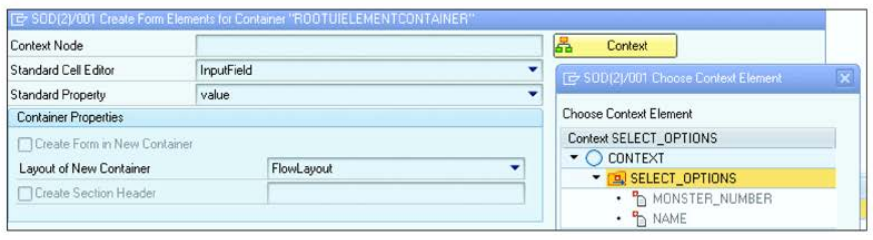 SOD(2)/001 Create Form Elements for Container "ROOTUIELEMENTCONTAINER"
Context Node
Context
Standard Cell Editor
InputField
Standard Property
value
Container Properties
Create Form in New Container
Layout of New Container
FlowLayout
Create Section Header
SOD(2)/001 Choose Context Element
Choose Context Element
Context SELECT_OPTIONS
CONTEXT
SELECT_OPTIONS
MONSTER_NUMBER
NAME